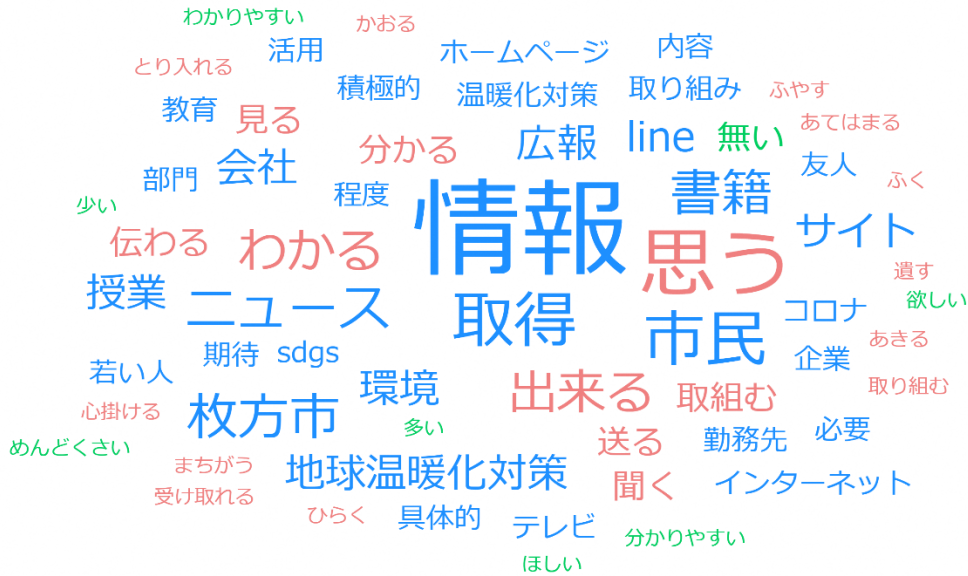 わかりやすい
かおる
活用
ホームページ
内容
とり入れる
積極的
温暖化対策
取り組み
ふやす
教育
見る
分かる
広報
line
無い
あてはまる
会社
部門
程度
情報
書籍
友人
ふく
少い
伝わる
わかる
思う
サイト
遺す
授業
ニュース
取得
市民
コロナ
欲しい
期待
sdgs
企業
あきる
若い人
環境
出来る
取組む
取り組む
心掛ける
枚方市
多い
送る
勤務先
必要
めんどくさい
まちがう
地球温暖化対策
聞く
インターネット
受け取れる
ひらく
具体的
テレビ
分かりやすい
ほしい